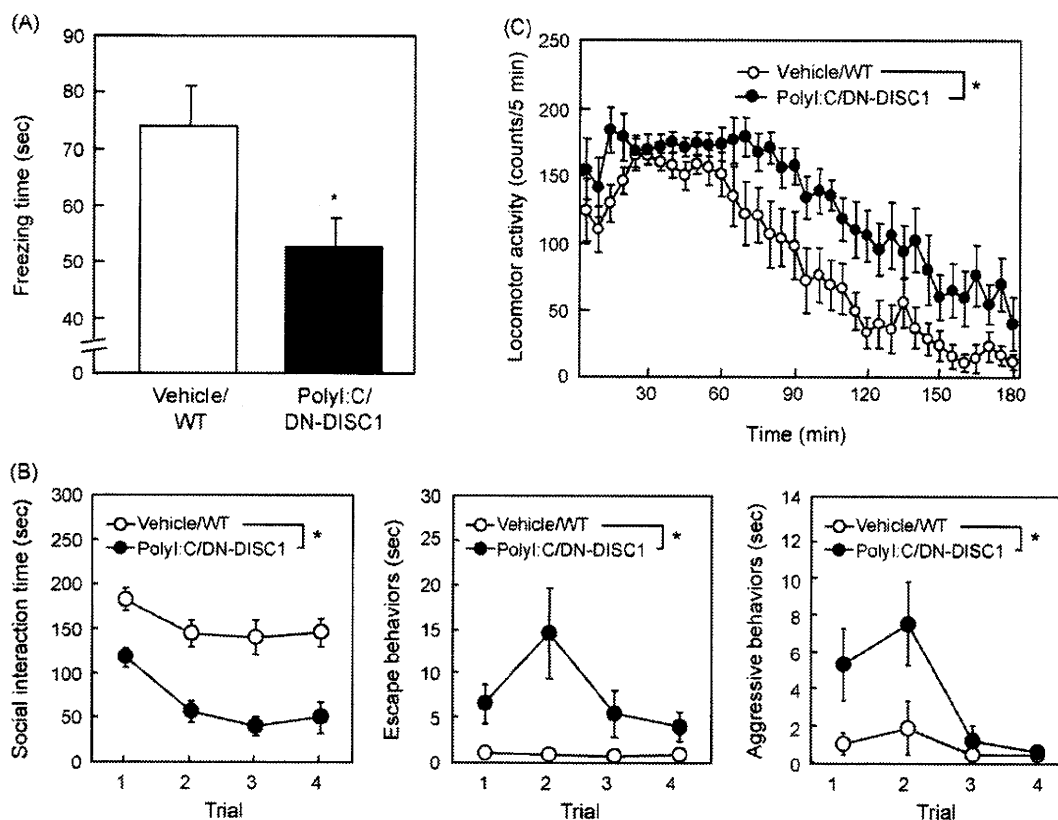 (A)
90
80
70
60
50
40
0
Freezing time (sec)
*
Vehicle/
WT
PolyI:C/
DN-DISC1
(C)
250
200
150
100
50
0
Locomotor activity (counts/5 min)
Vehicle/WT
PolyI:C/DN-DISC1
*
30 60 90 120 150 180
Time (min)
(B)
300
250
200
150
100
50
0
Social interaction time (sec)
Vehicle/WT
PolyI:C/DN-DISC1
*
1 2 3 4
Trial
30
25
20
15
10
5
0
Escape behaviors (sec)
Vehicle/WT
PolyI:C/DN-DISC1
*
1 2 3 4
Trial
14
12
10
8
6
4
2
0
Aggressive behaviors (sec)
Vehicle/WT
PolyI:C/DN-DISC1
*
1 2 3 4
Trial